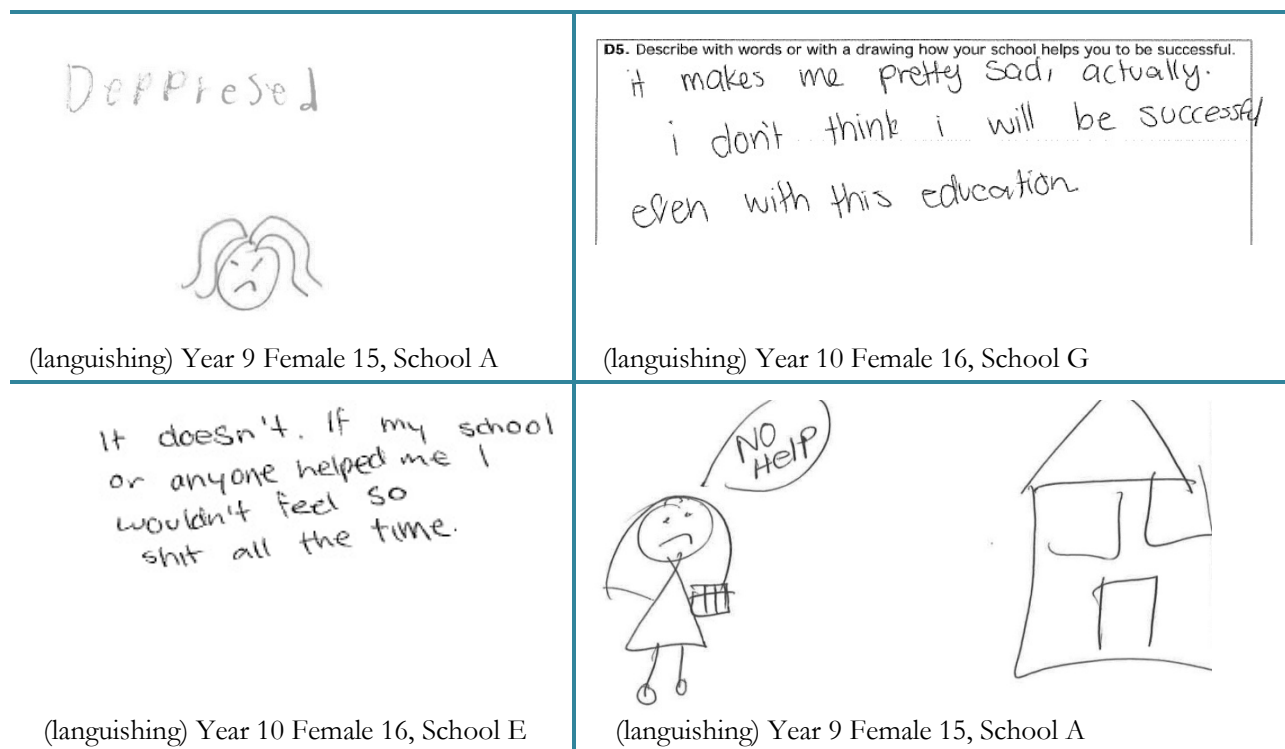 Deppresed
(languishing) Year 9 Female 15, School A
D5. Describe with words or with a drawing how your school helps you to be successful.
it makes me pretty sad, actually.
i don't think i will be successful
even with this education.
(languishing) Year 10 Female 16, School G
It doesn't. If my school
or anyone helped me I
wouldn't feel so
shit all the time.
(languishing) Year 10 Female 16, School E
NO
HElP
(languishing) Year 9 Female 15, School A